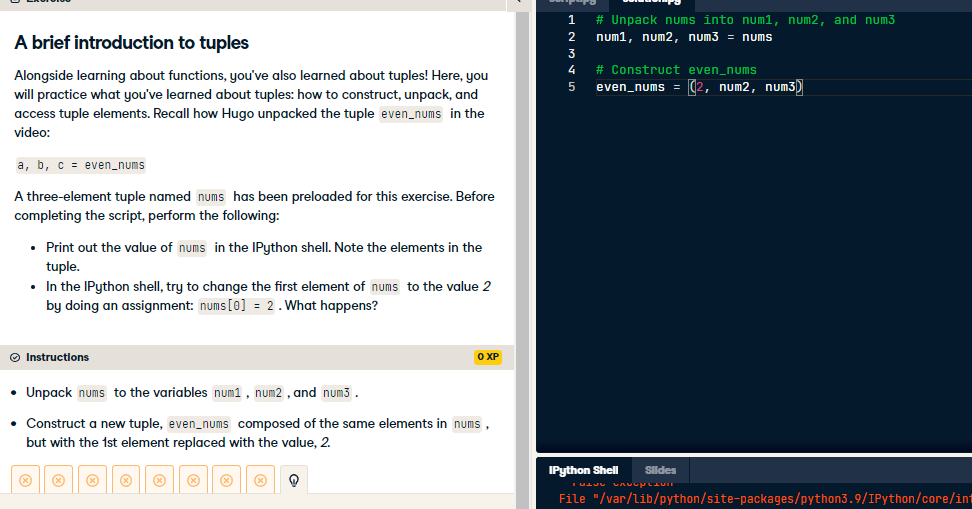 Exercise
A brief introduction to tuples
Alongside learning about functions, you've also learned about tuples! Here, you
will practice what you've learned about tuples: how to construct, unpack, and
access tuple elements. Recall how Hugo unpacked the tuple even_nums in the
video:
a, b, c = even_nums
A three-element tuple named nums has been preloaded for this exercise. Before
completing the script, perform the following:
• Print out the value of nums in the IPython shell. Note the elements in the
tuple.
• In the IPython shell, try to change the first element of nums to the value 2
by doing an assignment: nums[0] = 2 . What happens?
Instructions
0 XP
• Unpack nums to the variables num1 , num2 , and num3 .
• Construct a new tuple, even_nums composed of the same elements in nums ,
but with the 1st element replaced with the value, 2.
script.py
solution.py
1 # Unpack nums into num1, num2, and num3
2 num1, num2, num3 = nums
3
4 # Construct even_nums
5 even_nums = (2, num2, num3)
IPython Shell
Slides
File "/var/lib/python/site-packages/python3.9/IPython/core/int